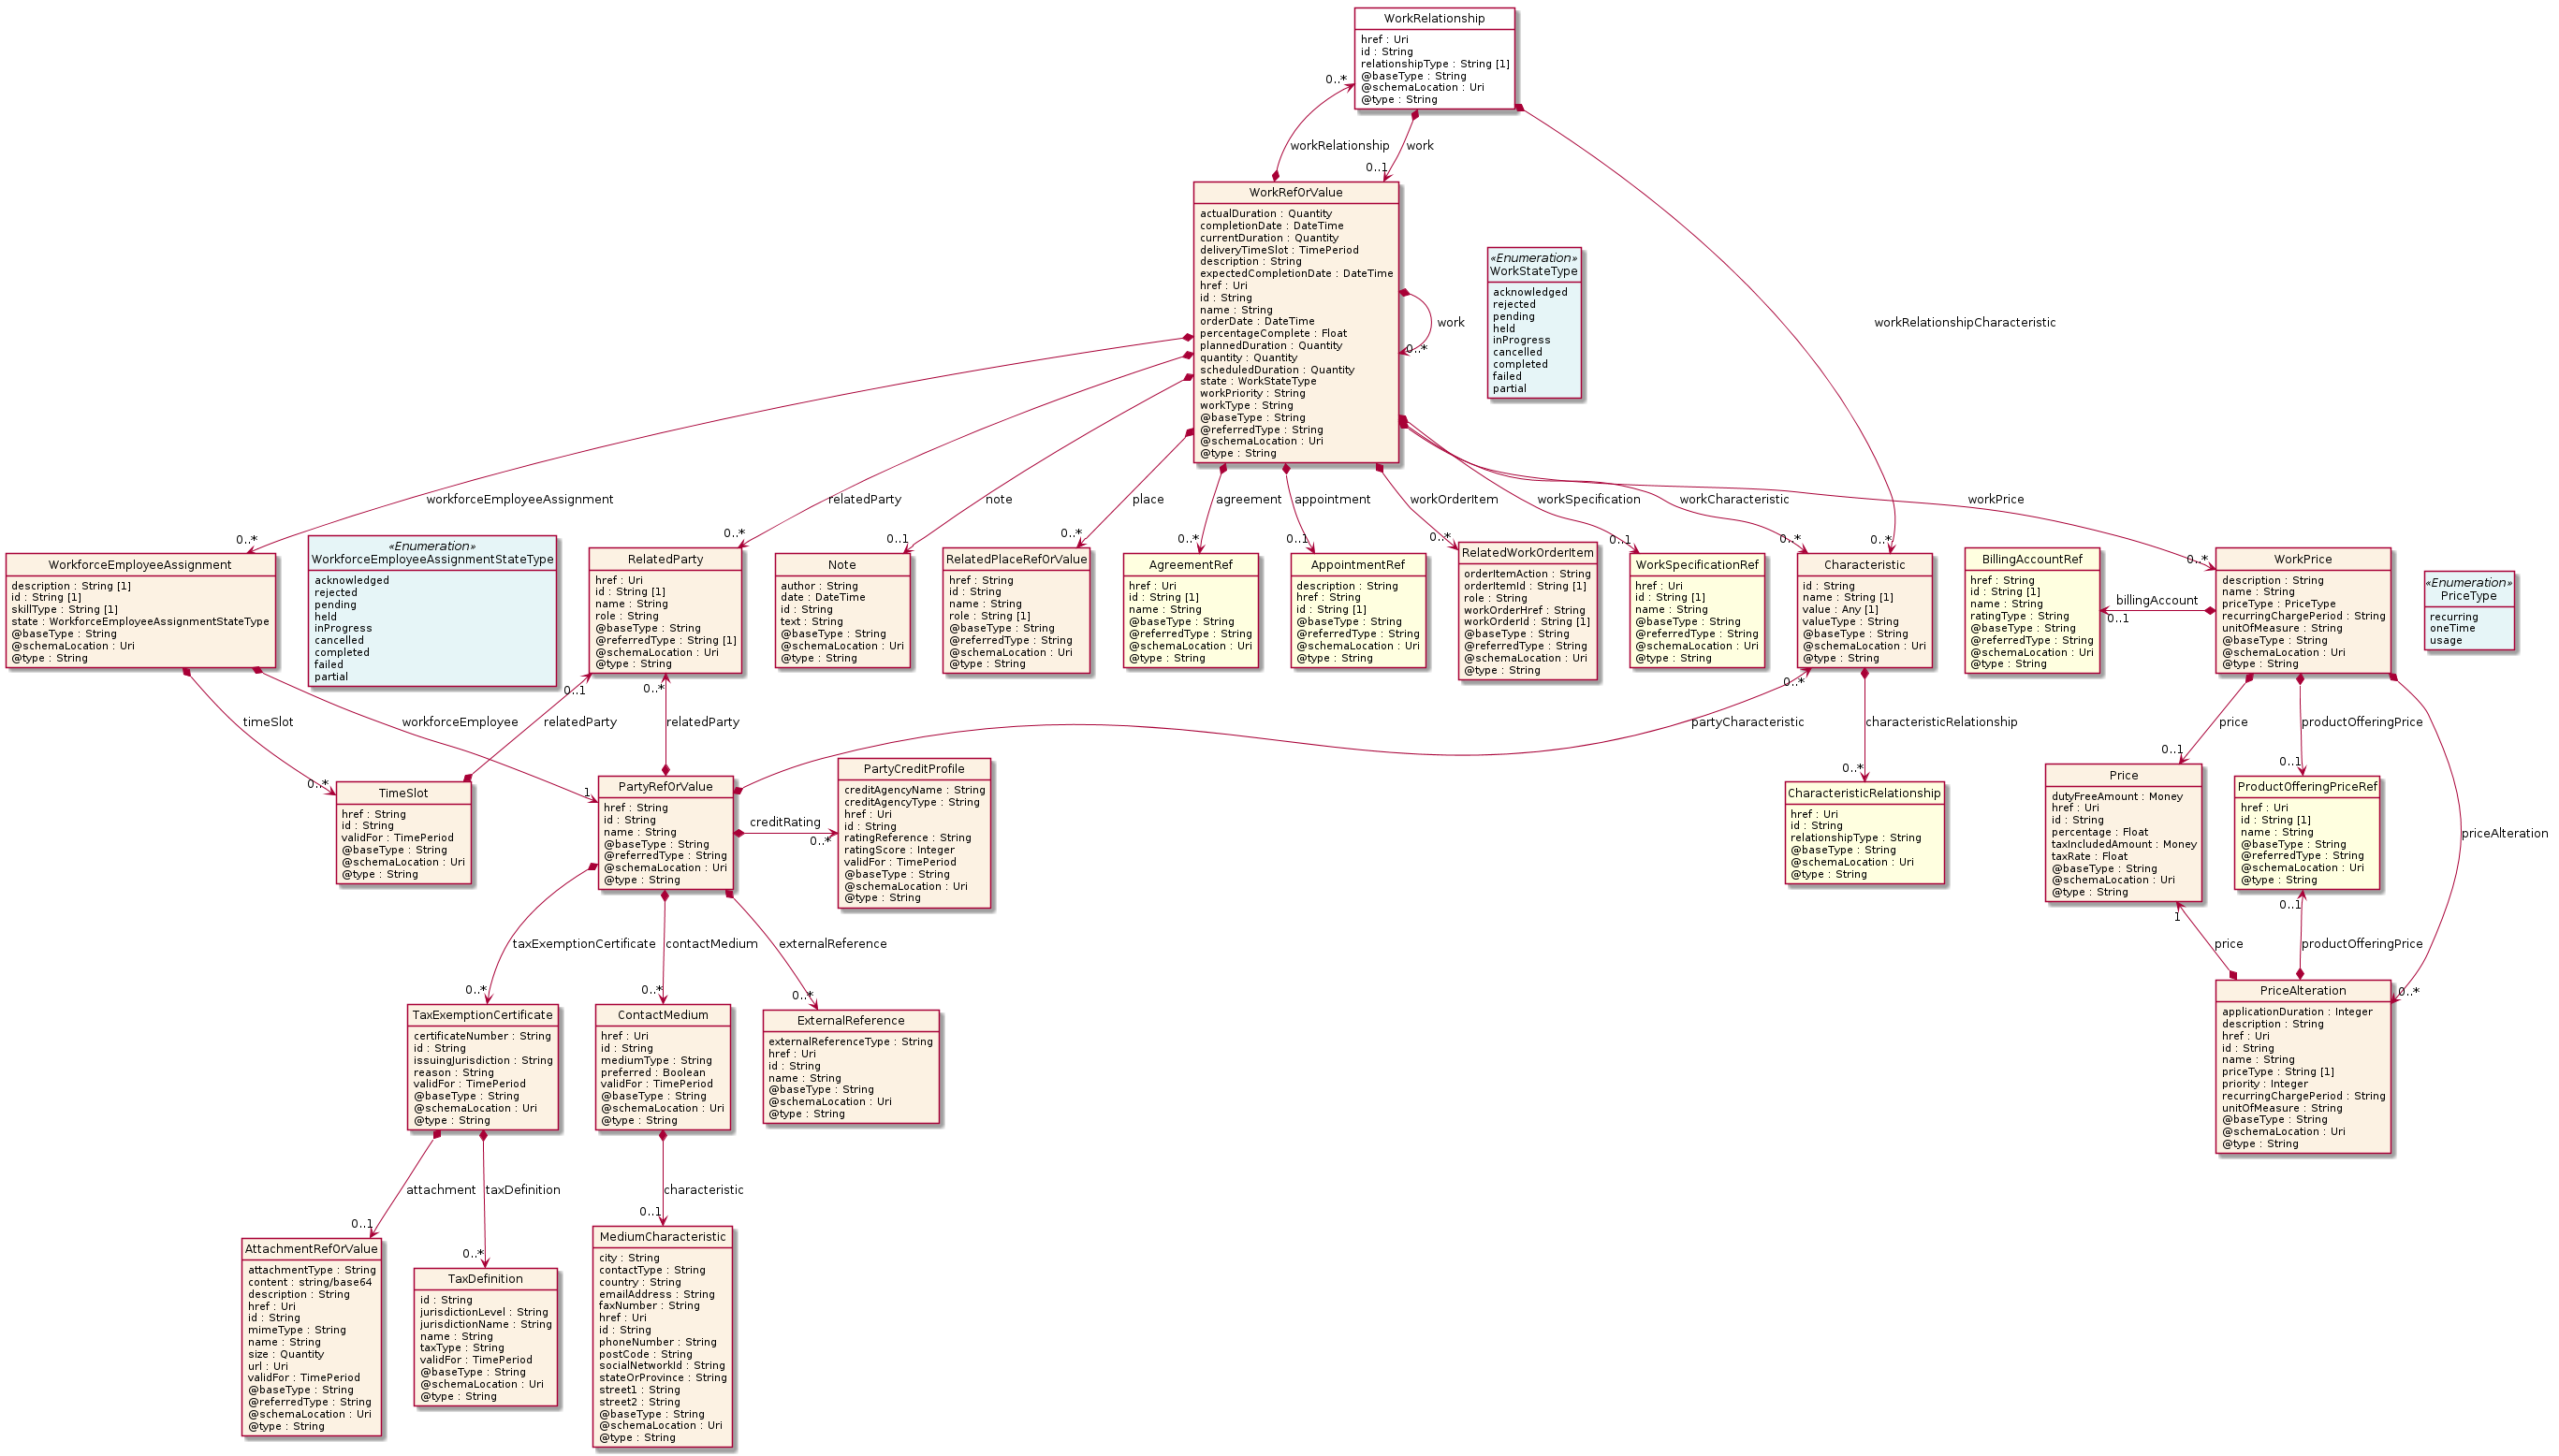 WorkRelationship
href : Uri
id : String
relationshipType : String [1]
@baseType : String
@schemaLocation : Uri
@type : String
0..*
workRelationship
work
0..1
WorkRefOrValue
actualDuration : Quantity
completionDate : DateTime
currentDuration : Quantity
deliveryTimeSlot : TimePeriod
description : String
expectedCompletionDate : DateTime
href : Uri
id : String
name : String
orderDate : DateTime
percentageComplete : Float
plannedDuration : Quantity
quantity : Quantity
scheduledDuration : Quantity
state : WorkStateType
workPriority : String
workType : String
@baseType : String
@referredType : String
@schemaLocation : Uri
@type : String
work
0..*
«Enumeration»
WorkStateType
acknowledged
rejected
pending
held
inProgress
cancelled
completed
failed
partial
workRelationshipCharacteristic
workforceEmployeeAssignment
relatedParty
note
place
agreement
appointment
workOrderItem
workSpecification
workCharacteristic
workPrice
0..*
0..*
0..1
0..*
0..*
0..1
0..*
0..1
0..*
0..*
0..*
WorkforceEmployeeAssignment
description : String [1]
id : String [1]
skillType : String [1]
state : WorkforceEmployeeAssignmentStateType
@baseType : String
@schemaLocation : Uri
@type : String
«Enumeration»
WorkforceEmployeeAssignmentStateType
acknowledged
rejected
pending
held
inProgress
cancelled
completed
failed
partial
RelatedParty
href : Uri
id : String [1]
name : String
role : String
@baseType : String
@referredType : String [1]
@schemaLocation : Uri
@type : String
Note
author : String
date : DateTime
id : String
text : String
@baseType : String
@schemaLocation : Uri
@type : String
RelatedPlaceRefOrValue
href : String
id : String
name : String
role : String [1]
@baseType : String
@referredType : String
@schemaLocation : Uri
@type : String
AgreementRef
href : Uri
id : String [1]
name : String
@baseType : String
@referredType : String
@schemaLocation : Uri
@type : String
AppointmentRef
description : String
href : String
id : String [1]
@baseType : String
@referredType : String
@schemaLocation : Uri
@type : String
RelatedWorkOrderItem
orderItemAction : String
orderItemId : String [1]
role : String
workOrderHref : String
workOrderId : String [1]
@baseType : String
@referredType : String
@schemaLocation : Uri
@type : String
WorkSpecificationRef
href : Uri
id : String [1]
name : String
@baseType : String
@referredType : String
@schemaLocation : Uri
@type : String
Characteristic
id : String
name : String [1]
value : Any [1]
valueType : String
@baseType : String
@schemaLocation : Uri
@type : String
BillingAccountRef
href : String
id : String [1]
name : String
ratingType : String
@baseType : String
@referredType : String
@schemaLocation : Uri
@type : String
billingAccount
0..1
WorkPrice
description : String
name : String
priceType : PriceType
recurringChargePeriod : String
unitOfMeasure : String
@baseType : String
@schemaLocation : Uri
@type : String
«Enumeration»
PriceType
recurring
oneTime
usage
0..1
0..*
0..*
timeSlot
workforceEmployee
relatedParty
relatedParty
partyCharacteristic
characteristicRelationship
price
productOfferingPrice
0..*
1
0..*
0..1
0..1
TimeSlot
href : String
id : String
validFor : TimePeriod
@baseType : String
@schemaLocation : Uri
@type : String
PartyRefOrValue
href : String
id : String
name : String
@baseType : String
@referredType : String
@schemaLocation : Uri
@type : String
creditRating
0..*
PartyCreditProfile
creditAgencyName : String
creditAgencyType : String
href : Uri
id : String
ratingReference : String
ratingScore : Integer
validFor : TimePeriod
@baseType : String
@schemaLocation : Uri
@type : String
CharacteristicRelationship
href : Uri
id : String
relationshipType : String
@baseType : String
@schemaLocation : Uri
@type : String
Price
dutyFreeAmount : Money
href : Uri
id : String
percentage : Float
taxIncludedAmount : Money
taxRate : Float
@baseType : String
@schemaLocation : Uri
@type : String
ProductOfferingPriceRef
href : Uri
id : String [1]
name : String
@baseType : String
@referredType : String
@schemaLocation : Uri
@type : String
priceAlteration
1
0..1
taxExemptionCertificate
contactMedium
externalReference
price
productOfferingPrice
0..*
0..*
0..*
0..*
TaxExemptionCertificate
certificateNumber : String
id : String
issuingJurisdiction : String
reason : String
validFor : TimePeriod
@baseType : String
@schemaLocation : Uri
@type : String
ContactMedium
href : Uri
id : String
mediumType : String
preferred : Boolean
validFor : TimePeriod
@baseType : String
@schemaLocation : Uri
@type : String
ExternalReference
externalReferenceType : String
href : Uri
id : String
name : String
@baseType : String
@schemaLocation : Uri
@type : String
PriceAlteration
applicationDuration : Integer
description : String
href : Uri
id : String
name : String
priceType : String [1]
priority : Integer
recurringChargePeriod : String
unitOfMeasure : String
@baseType : String
@schemaLocation : Uri
@type : String
attachment
taxDefinition
characteristic
0..1
0..*
0..1
AttachmentRefOrValue
attachmentType : String
content : string/base64
description : String
href : Uri
id : String
mimeType : String
name : String
size : Quantity
url : Uri
validFor : TimePeriod
@baseType : String
@referredType : String
@schemaLocation : Uri
@type : String
TaxDefinition
id : String
jurisdictionLevel : String
jurisdictionName : String
name : String
taxType : String
validFor : TimePeriod
@baseType : String
@schemaLocation : Uri
@type : String
MediumCharacteristic
city : String
contactType : String
country : String
emailAddress : String
faxNumber : String
href : Uri
id : String
phoneNumber : String
postCode : String
socialNetworkId : String
stateOrProvince : String
street1 : String
street2 : String
@baseType : String
@schemaLocation : Uri
@type : String